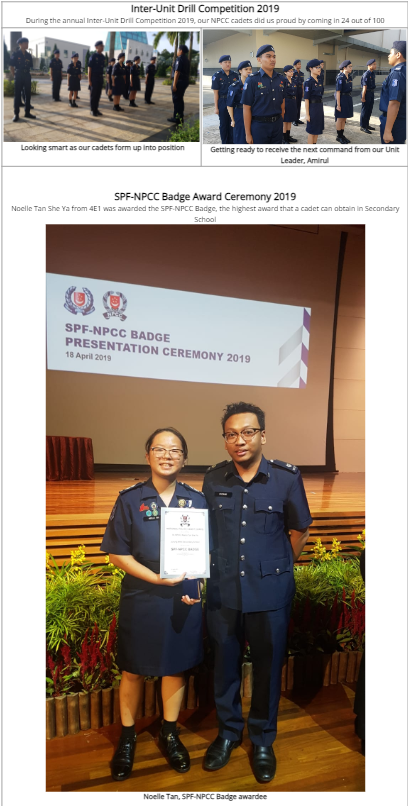 Inter-Unit Drill Competition 2019
During the annual Inter-Unit Drill Competition 2019, our NPCC cadets did us proud by coming in 24 out of 100
Looking smart as our cadets form up into position
Getting ready to receive the next command from our Unit
Leader, Amirul
SPF-NPCC Badge Award Ceremony 2019
Noelle Tan She Ya from 4E1 was awarded the SPF-NPCC Badge, the highest award that a cadet can obtain in Secondary
School
NPCC
SPF-NPCC BADGE
PRESENTATION CEREMONY 2019
18 April 2019
Noelle Tan, SPF-NPCC Badge awardee